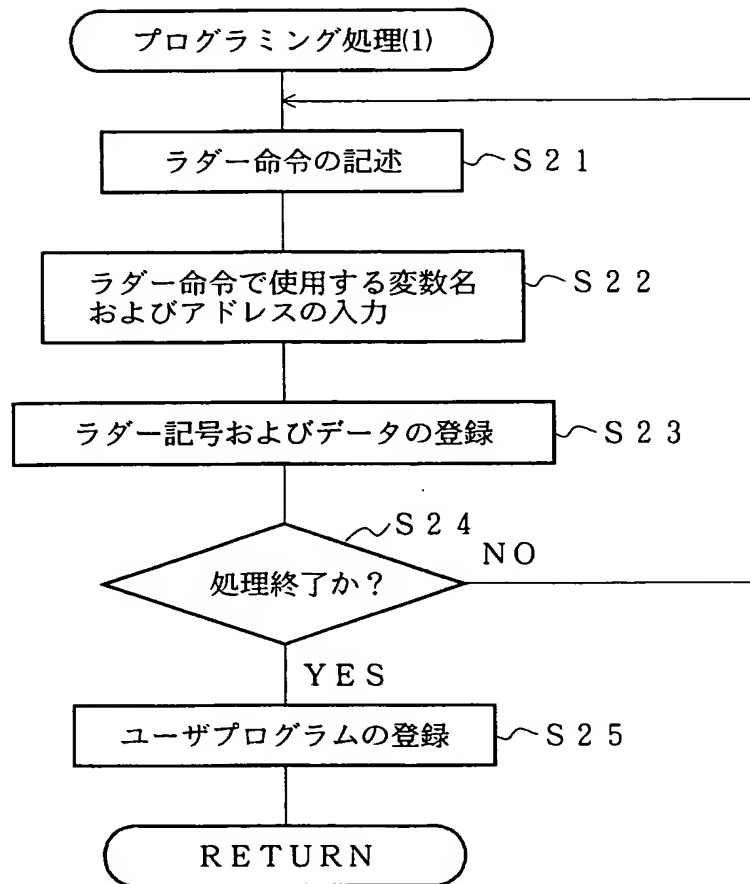 プログラミング処理(1)
ラダー命令の記述
S21
ラダー命令で使用する変数名
およびアドレスの入力
S22
ラダー記号およびデータの登録
S23
S24
処理終了か？
NO
YES
ユーザプログラムの登録
S25
RETURN